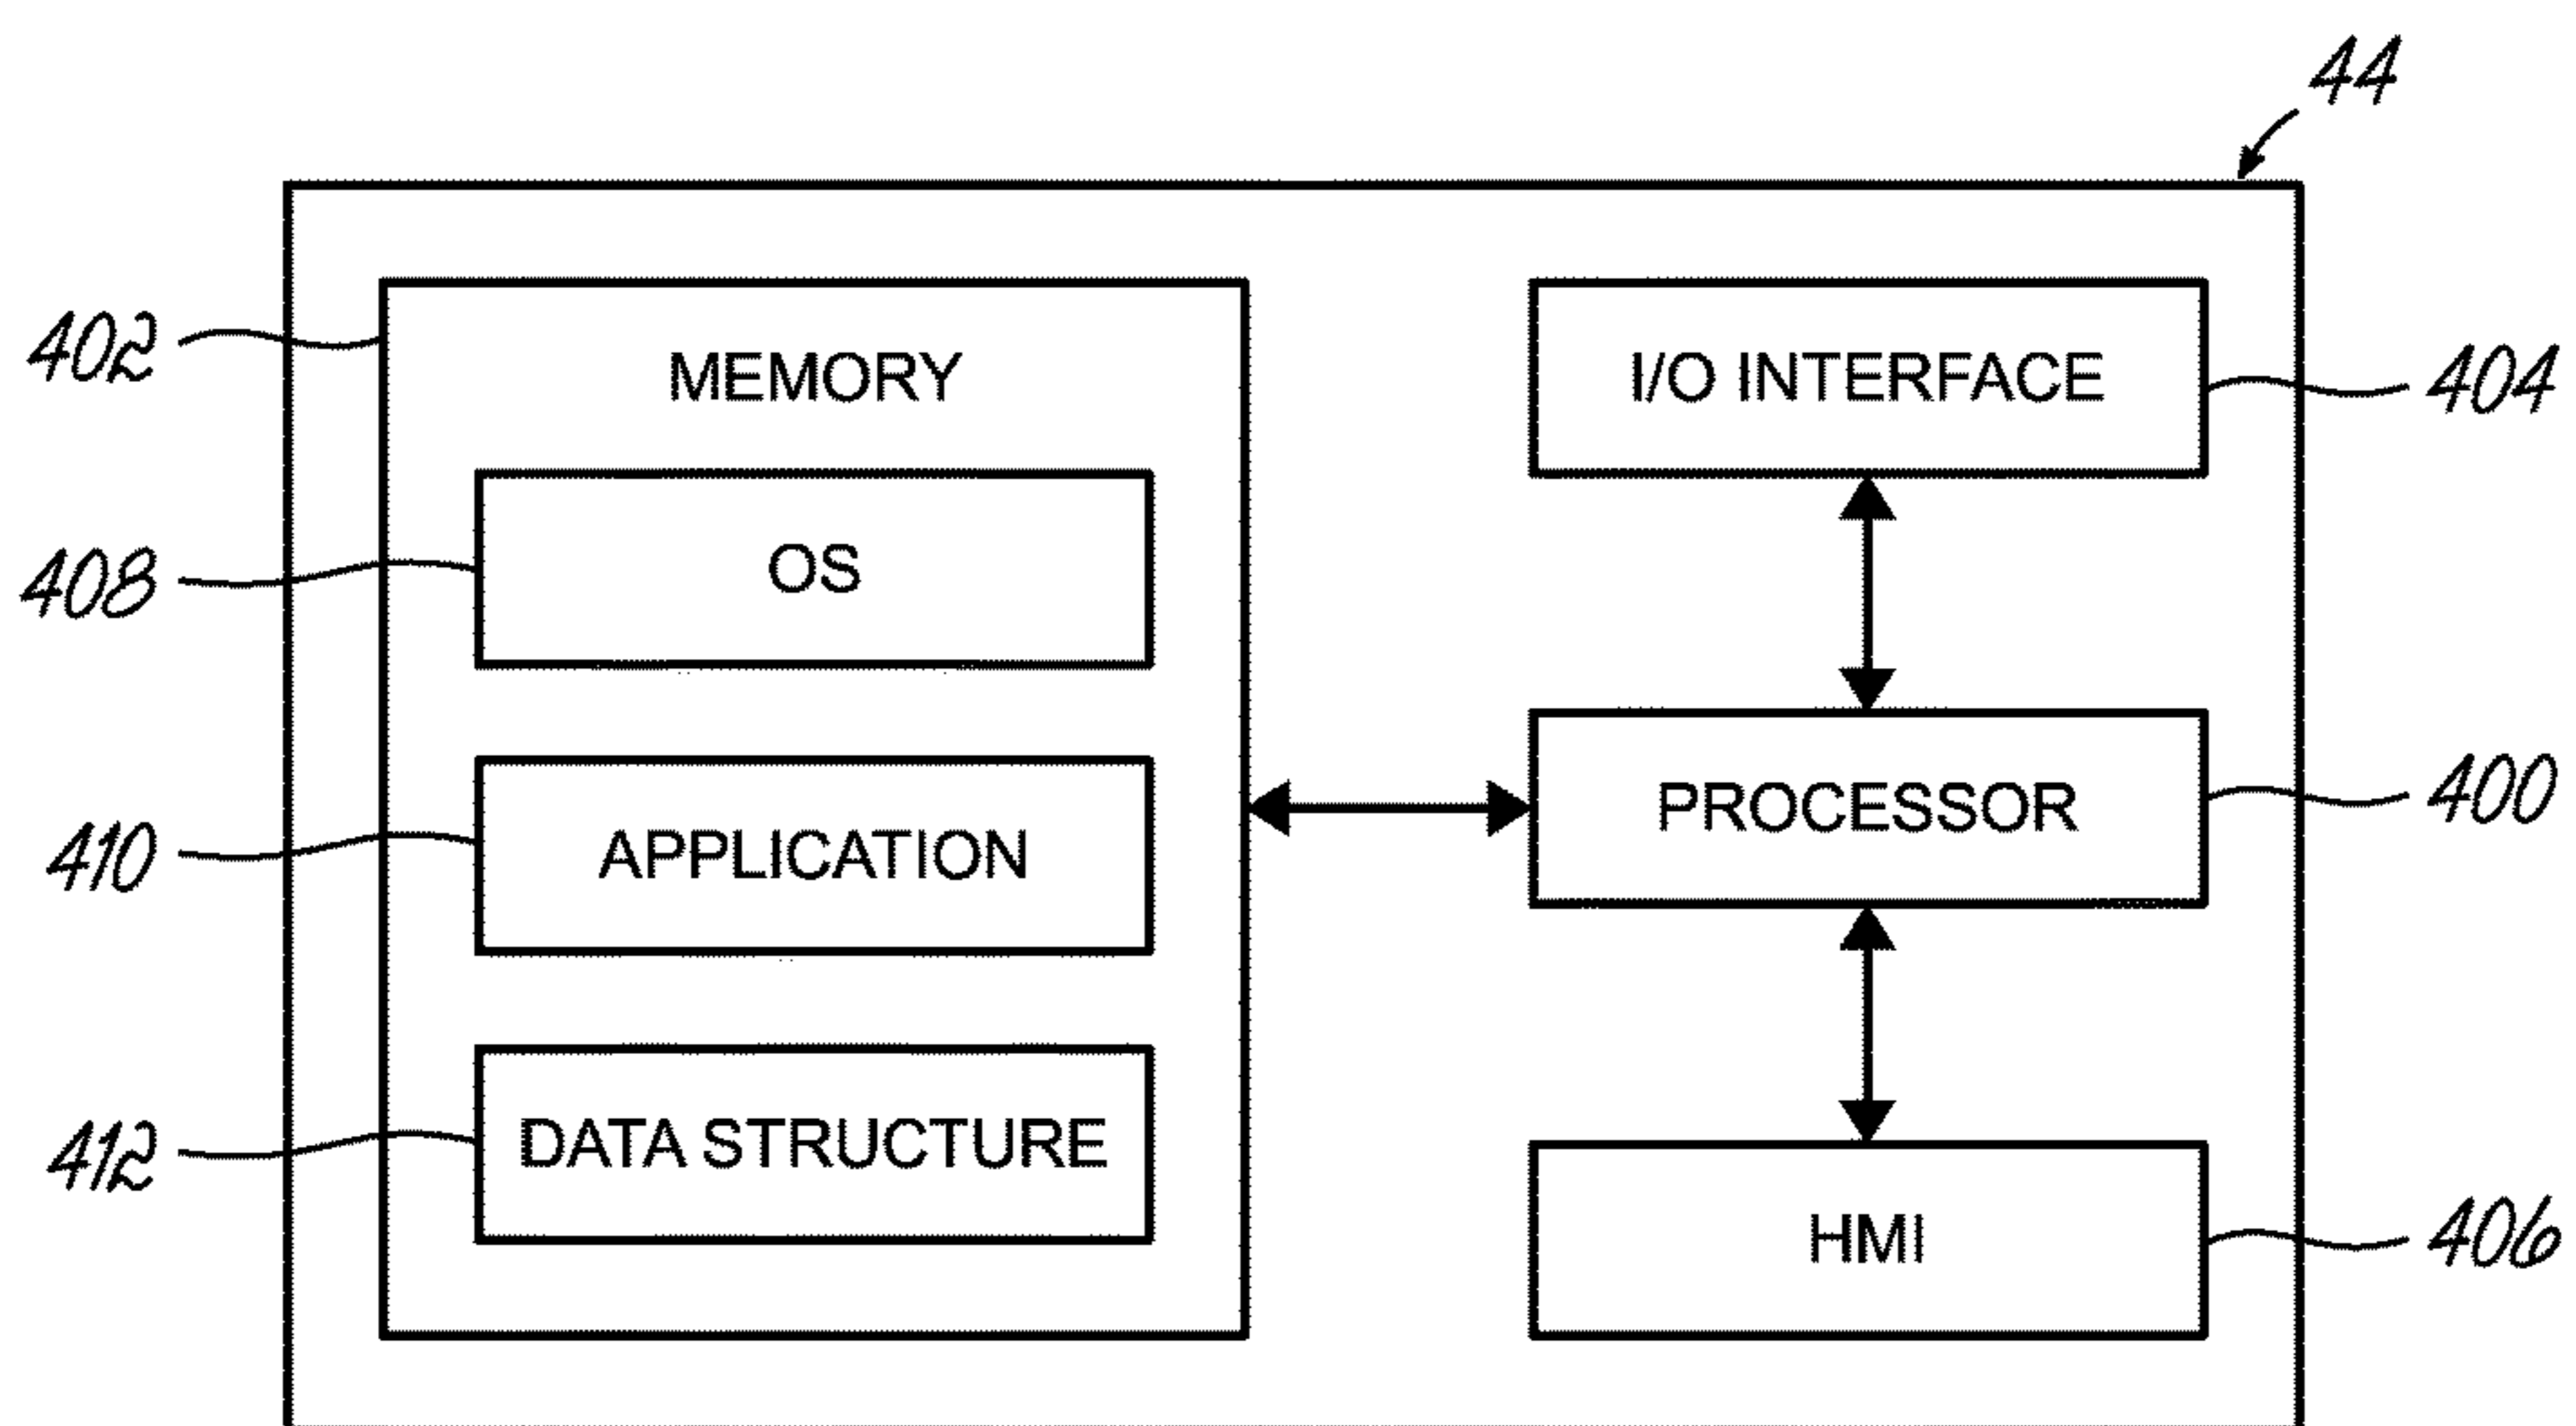 44
402
MEMORY
I/O INTERFACE
404
408
OS
410
APPLICATION
PROCESSOR
400
412
DATA STRUCTURE
HMI
406